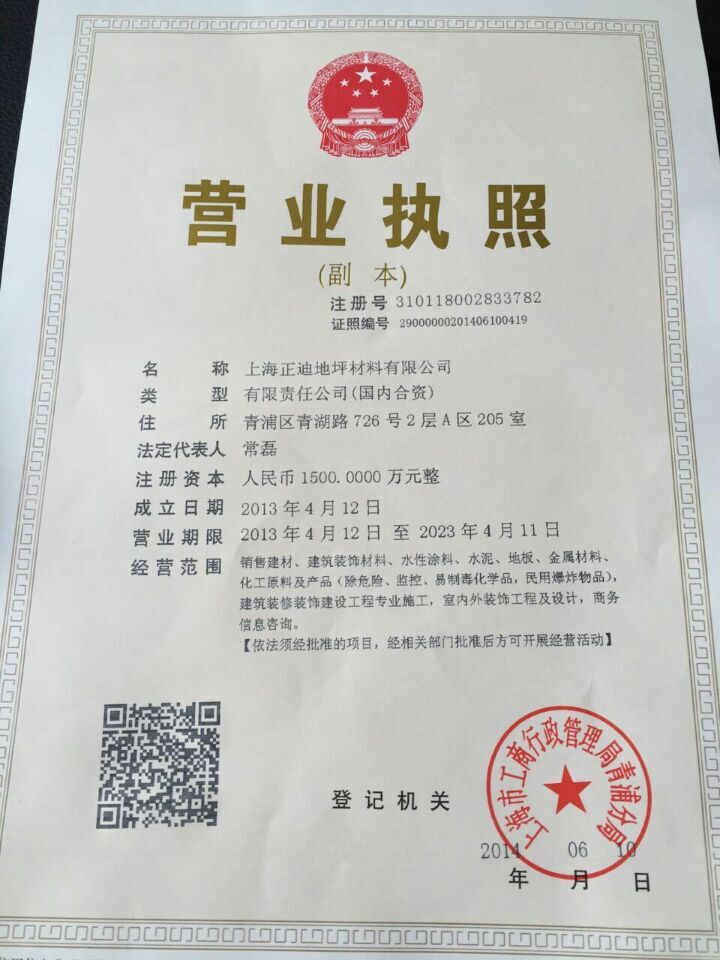 营业执照
(副 本)
注册号 310118002833782
证照编号 29000000201406100419
名 称 上海正迪地坪材料有限公司
类 型 有限责任公司(国内合资)
住 所 青浦区青湖路726号2层A区205室
法定代表人 常磊
注册资本 人民币1500.0000万元整
成立日期 2013年4月12日
营业期限 2013年4月12日 至 2023年4月11日
经营范围 销售建材、建筑装饰材料、水性涂料、水泥、地板、金属材料、
化工原料及产品(除危险、监控、易制毒化学品，民用爆炸物品)，
建筑装修装饰建设工程专业施工，室内外装饰工程及设计，商务
信息咨询。
【依法须经批准的项目，经相关部门批准后方可开展经营活动】
上海市工商行政管理局青浦分局
登记机关
2014 06 10
年 月 日